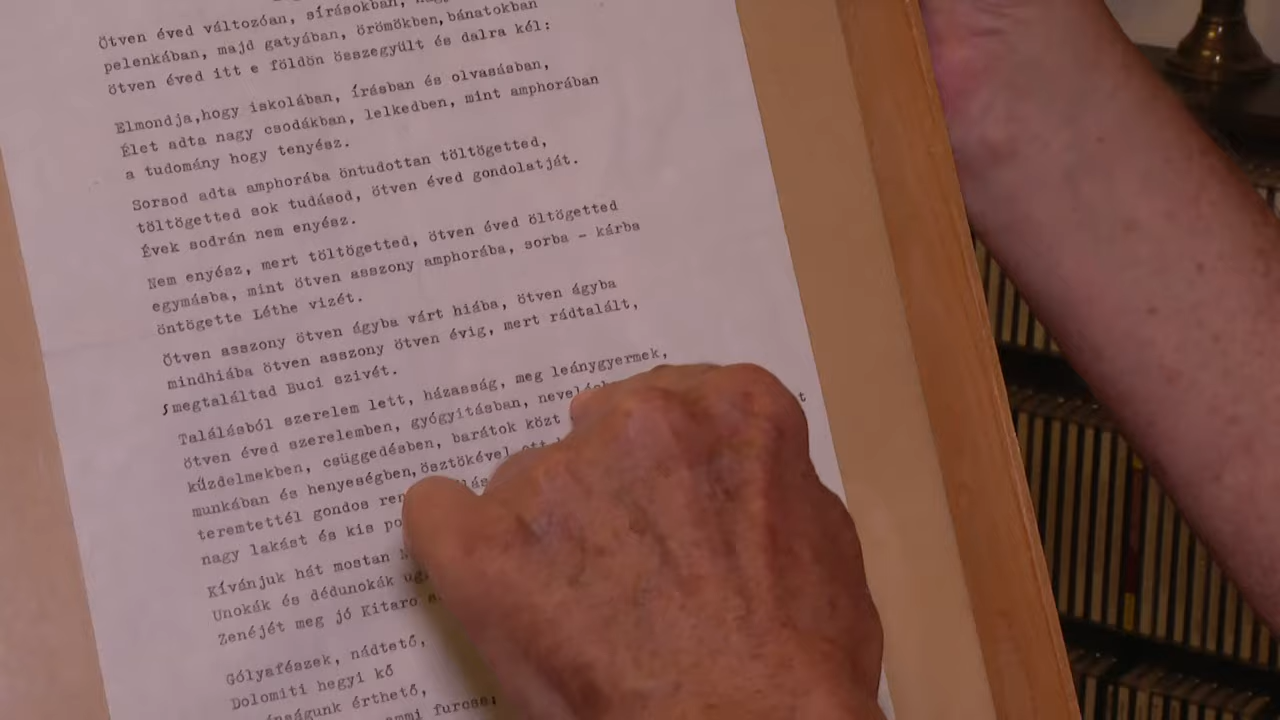 Ötven éved változóan, sírásokban,
pelenkában, majd gatyában, örömökben, bánatokban
ötven éved itt e földön összegyült és dalra kél:
Elmondja,hogy iskolában, írásban és olvasásban,
Élet adta nagy csodákban, lelkedben, mint amphorában
a tudomány hogy tenyész.
Sorsod adta amphorába öntudottan töltögetted,
töltögetted sok tudásod, ötven éved gondolatját.
Évek sodrán nem enyész.
Nem enyész, mert töltögetted, ötven éved öltögetted
egymásba, mint ötven asszony amphorába, sorba - kárba
öntögette Léthe vizét.
Ötven asszony ötven ágyba várt hiába, ötven ágyba
mindhiába ötven asszony ötven évig, mert rádtalált,
smegtaláltad Buci szivét.
Találásból szerelem lett, házasság, meg leánygyermek,
ötven éved szerelemben, gyógyitásban,
küzdelmekben, csüggedésben, barátok közt
munkában és henyeségben, ösztökével
teremtettél gondos
nagy lakást és kis
Kívánjuk hát mostan
Unokák és dédunokák
Zenéjét meg jó Kitaro
Gólyafészek, nádtető,
Dolomiti hegyi kő
érthető,
furcsa;